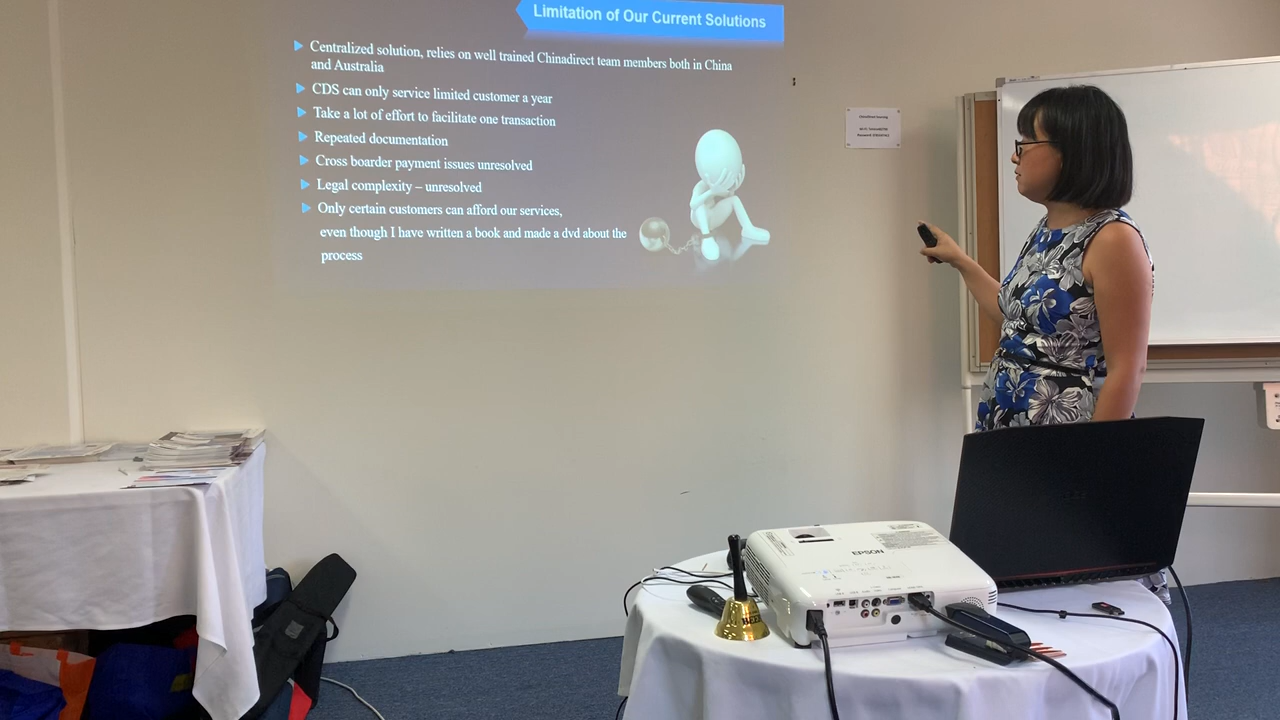 Limitation of Our Current Solutions
Centralized solution, relies on well trained Chinadirect team members both in China
and Australia
CDS can only service limited customer a year
Take a lot of effort to facilitate one transaction
Repeated documentation
Cross boarder payment issues unresolved
Legal complexity – unresolved
Only certain customers can afford our services,
even though I have written a book and made a dvd about the
process
EPSON